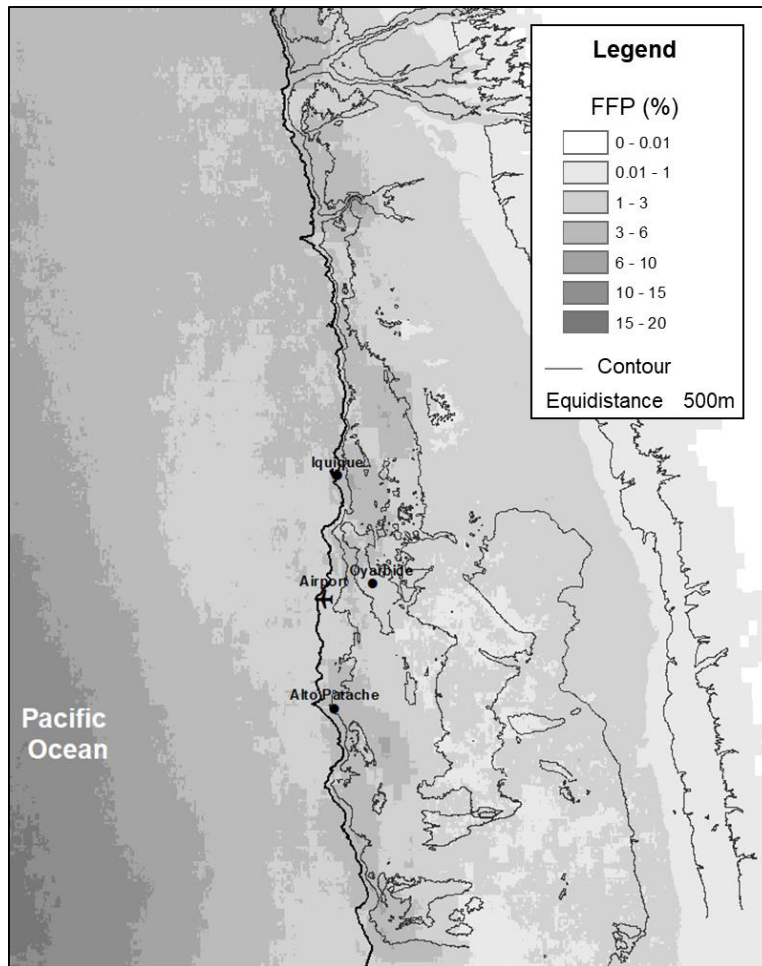 Legend
FFP (%)
0 - 0.01
0.01 - 1
1 - 3
3 - 6
6 - 10
10 - 15
15 - 20
Contour
Equidistance 500m
Iquique
Oyarbide
Airport
Alto Patache
Pacific
Ocean